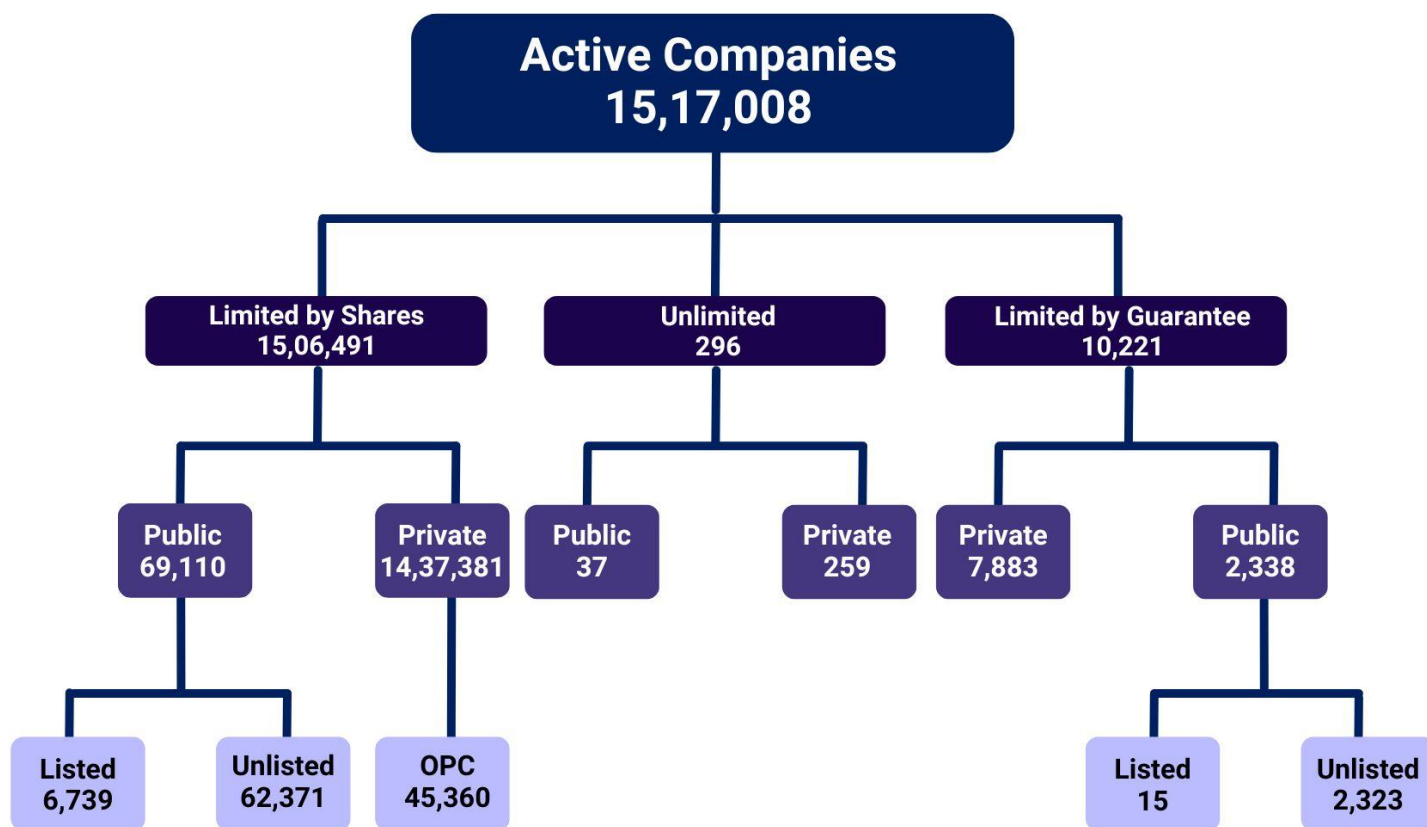 Active Companies
15,17,008
Limited by Shares
15,06,491
Unlimited
296
Limited by Guarantee
10,221
Public
69,110
Private
14,37,381
Public
37
Private
259
Private
7,883
Public
2,338
Listed
6,739
Unlisted
62,371
OPC
45,360
Listed
15
Unlisted
2,323